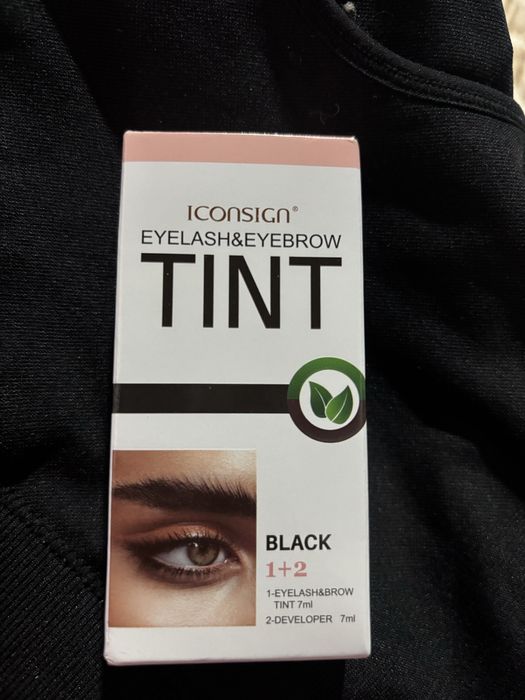 ICONSIGN®
EYELASH&EYEBROW
TINT
BLACK
1+2
1-EYELASH&BROW
TINT 7ml
2-DEVELOPER 7ml